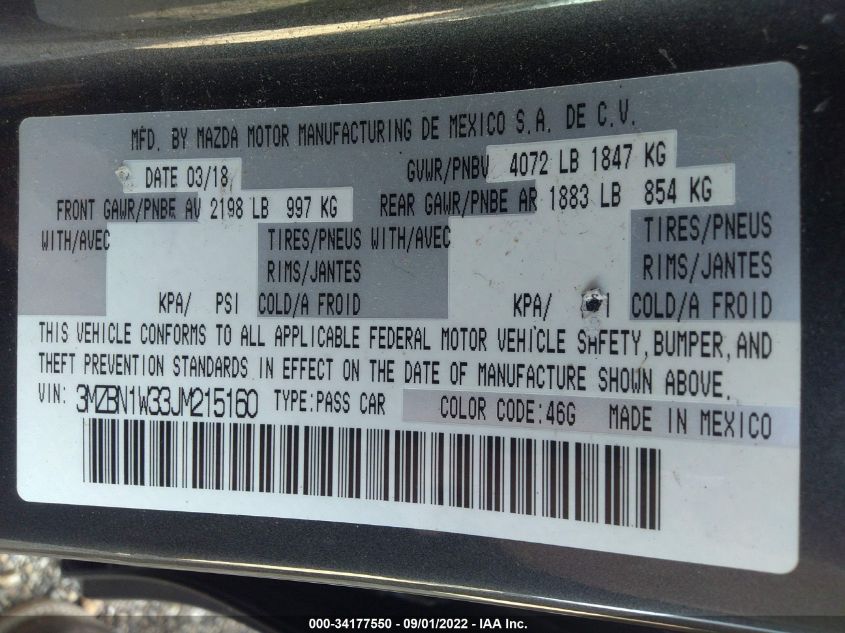 MFD. BY MAZDA MOTOR MANUFACTURING DE MEXICO S.A. DE C.V.
DATE 03/18 GVWR/PNBV 4072 LB 1847 KG
FRONT GAWR/PNBE AV 2198 LB 997 KG REAR GAWR/PNBE AR 1883 LB 854 KG
WITH/AVEC TIRES/PNEUS WITH/AVEC TIRES/PNEUS
RIMS/JANTES RIMS/JANTES
KPA/ PSI COLD/A FROID KPA/ COLD/A FROID
THIS VEHICLE CONFORMS TO ALL APPLICABLE FEDERAL MOTOR VEHICLE SAFETY, BUMPER, AND
THEFT PREVENTION STANDARDS IN EFFECT ON THE DATE OF MANUFACTURE SHOWN ABOVE.
VIN: 3MZBN1W33JM215160 TYPE:PASS CAR COLOR CODE:46G MADE IN MEXICO
000-34177550 - 09/01/2022 - IAA Inc.